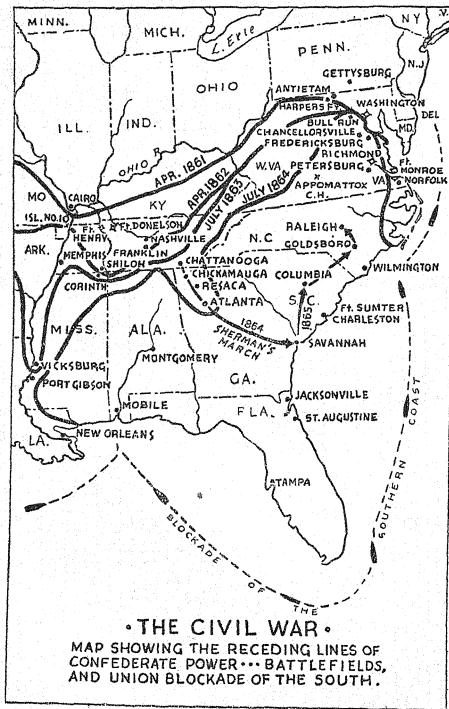 MINN.
MICH.
L. Erie
NY
PENN.
N.J.
OHIO
GETTYSBURG
ANTIETAM
HARPERS F'Y
WASHINGTON
DEL
ILL.
IND.
BULL RUN
CHANCELLORSVILLE
FREDERICKSBURG
MD.
OHIO R.
APR. 1861
APR. 1862
JULY 1863
JULY 1864
W.VA
RICHMOND
PETERSBURG
Ft. MONROE
NORFOLK
VA
APPOMATTOX
C.H.
MO
CAIRO
KY
ISL. NO. 10
Ft. HENRY
Ft. DONELSON
NASHVILLE
ARK.
MEMPHIS
FRANKLIN
SHILOH
CORINTH
CHATTANOOGA
CHICKAMAUGA
RESACA
ATLANTA
N.C
RALEIGH
GOLDSBORO
COLUMBIA
WILMINGTON
S.C.
1865
Ft. SUMTER
CHARLESTON
1864
SHERMAN'S
MARCH
SAVANNAH
MISS.
ALA.
MONTGOMERY
GA.
VICKSBURG
PORT GIBSON
MOBILE
JACKSONVILLE
FLA.
ST. AUGUSTINE
LA.
NEW ORLEANS
TAMPA
BLOCKADE OF THE SOUTHERN COAST
• THE CIVIL WAR •
MAP SHOWING THE RECEDING LINES OF
CONFEDERATE POWER ••• BATTLEFIELDS,
AND UNION BLOCKADE OF THE SOUTH.